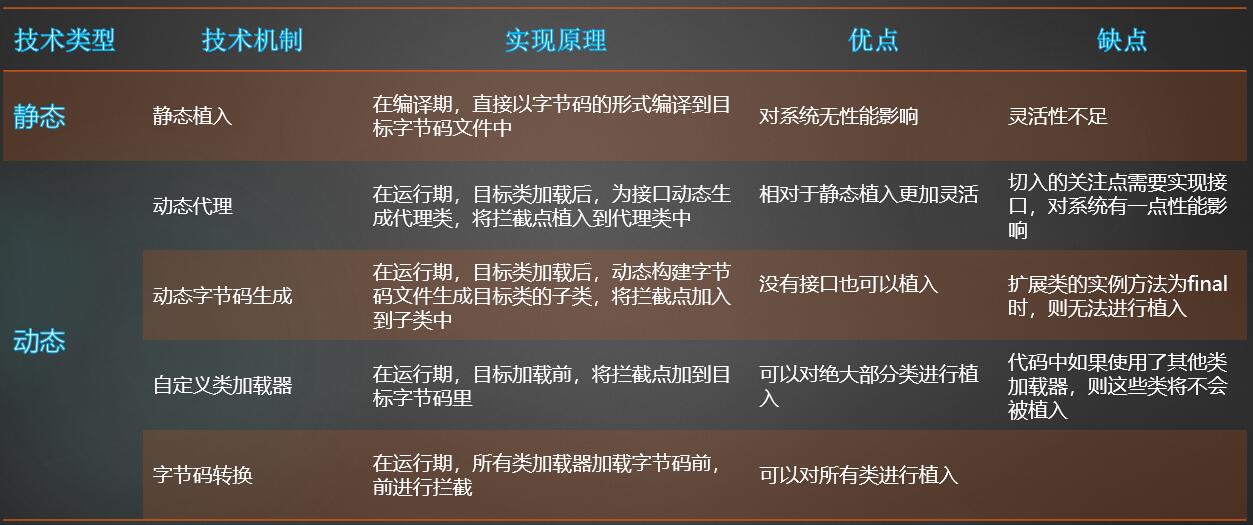 技术类型 技术机制 实现原理 优点 缺点
静态
静态植入
在编译期，直接以字节码的形式编译到目
标字节码文件中
对系统无性能影响
灵活性不足
动态
动态代理
在运行期，目标类加载后，为接口动态生
成代理类，将拦截点植入到代理类中
相对于静态植入更加灵活
切入的关注点需要实现接
口，对系统有一点性能影
响
动态字节码生成
在运行期，目标类加载后，动态构建字节
码文件生成目标类的子类，将拦截点加入
到子类中
没有接口也可以植入
扩展类的实例方法为final
时，则无法进行植入
自定义类加载器
在运行期，目标加载前，将拦截点加到目
标字节码里
可以对绝大部分类进行植
入
代码中如果使用了其他类
加载器，则这些类将不会
被植入
字节码转换
在运行期，所有类加载器加载字节码前，
前进行拦截
可以对所有类进行植入